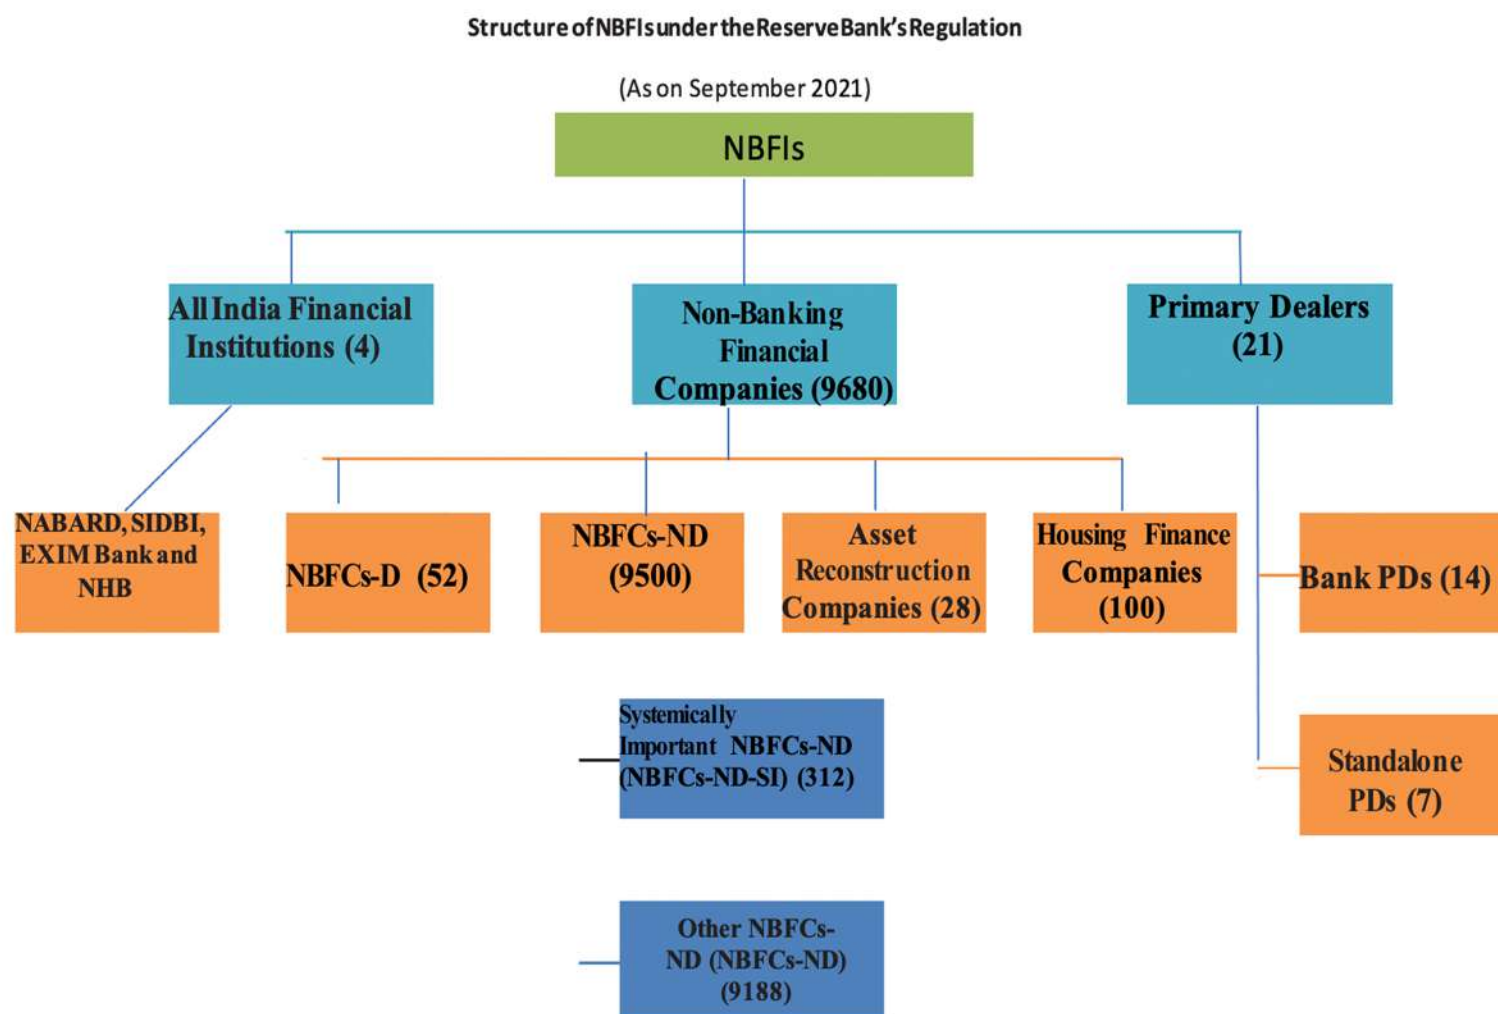 Structure of NBFIs under the Reserve Bank's Regulation
(As on September 2021)
NBFIs
All India Financial
Institutions (4)
Non-Banking
Financial
Companies (9680)
Primary Dealers
(21)
NABARD, SIDBI,
EXIM Bank and
NHB
NBFCs-D (52)
NBFCs-ND
(9500)
Asset
Reconstruction
Companies (28)
Housing Finance
Companies
(100)
Bank PDs (14)
Systemically
Important NBFCs-ND
(NBFCs-ND-SI) (312)
Standalone
PDs (7)
Other NBFCs-
ND (NBFCs-ND)
(9188)